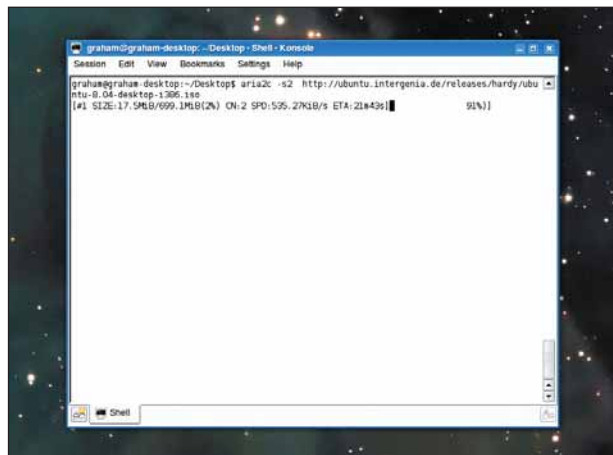 graham@graham-desktop: ~/Desktop - Shell - Konsole
Session Edit View Bookmarks Settings Help
graham@graham-desktop:~/Desktop$ aria2c -s2 http://ubuntu.intergenia.de/releases/hardy/ubu
ntu-8.04-desktop-i386.iso
[#1 SIZE:17.5MiB/699.1MiB(2%) CN:2 SPD:535.27KiB/s ETA:21m43s] 91%)]
Shell